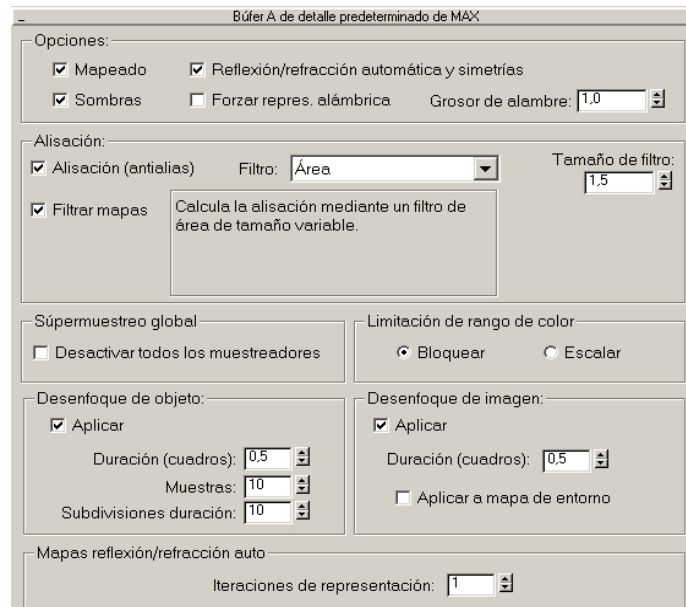 Búfer A de detalle predeterminado de MAX
Opciones:
Mapeado Reflexión/refracción automática y simetrías
Sombras Forzar repres. alámbrica Grosor de alambre: 1,0
Alisación:
Alisación (antialias) Filtro: Área Tamaño de filtro:
1,5
Filtrar mapas Calcula la alisación mediante un filtro de
área de tamaño variable.
Súpermuestreo global Limitación de rango de color
Desactivar todos los muestreadores Bloquear Escalar
Desenfoque de objeto: Desenfoque de imagen:
Aplicar Aplicar
Duración (cuadros): 0,5 Duración (cuadros): 0,5
Muestras: 10
Aplicar a mapa de entorno
Subdivisiones duración: 10
Mapas reflexión/refracción auto
Iteraciones de representación: 1